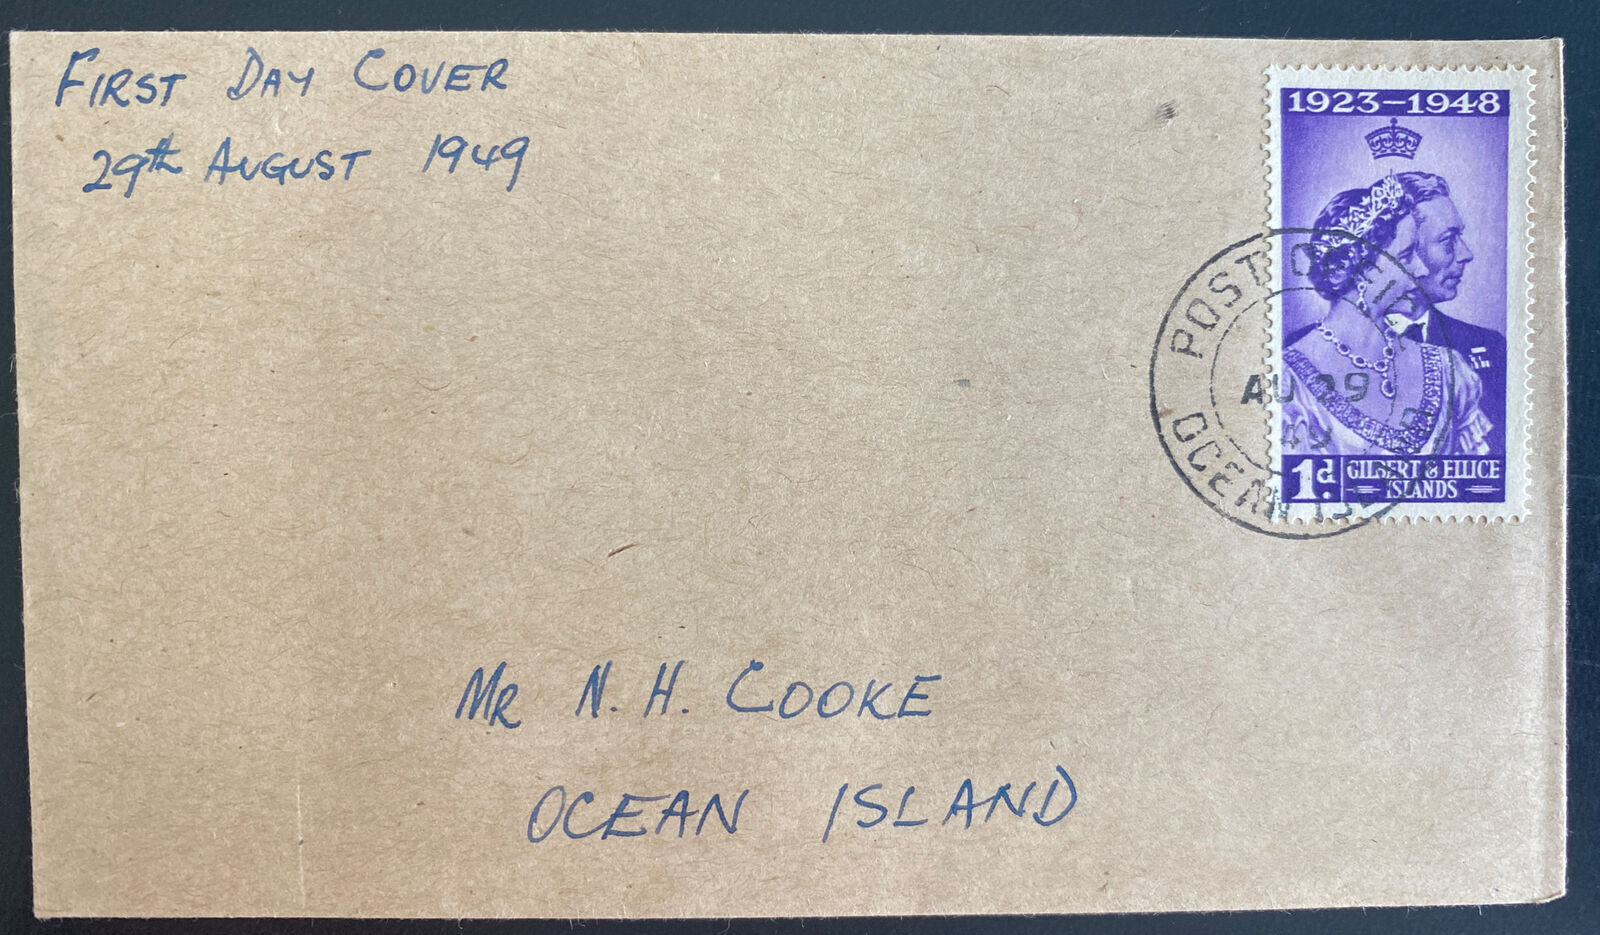 First Day Cover
29th August 1949
1923–1948
POST OFFICE
AU 29
49
OCEAN ISLAND
1d.
GILBERT & ELLICE
ISLANDS
Mr N. H. COOKE
OCEAN ISLAND